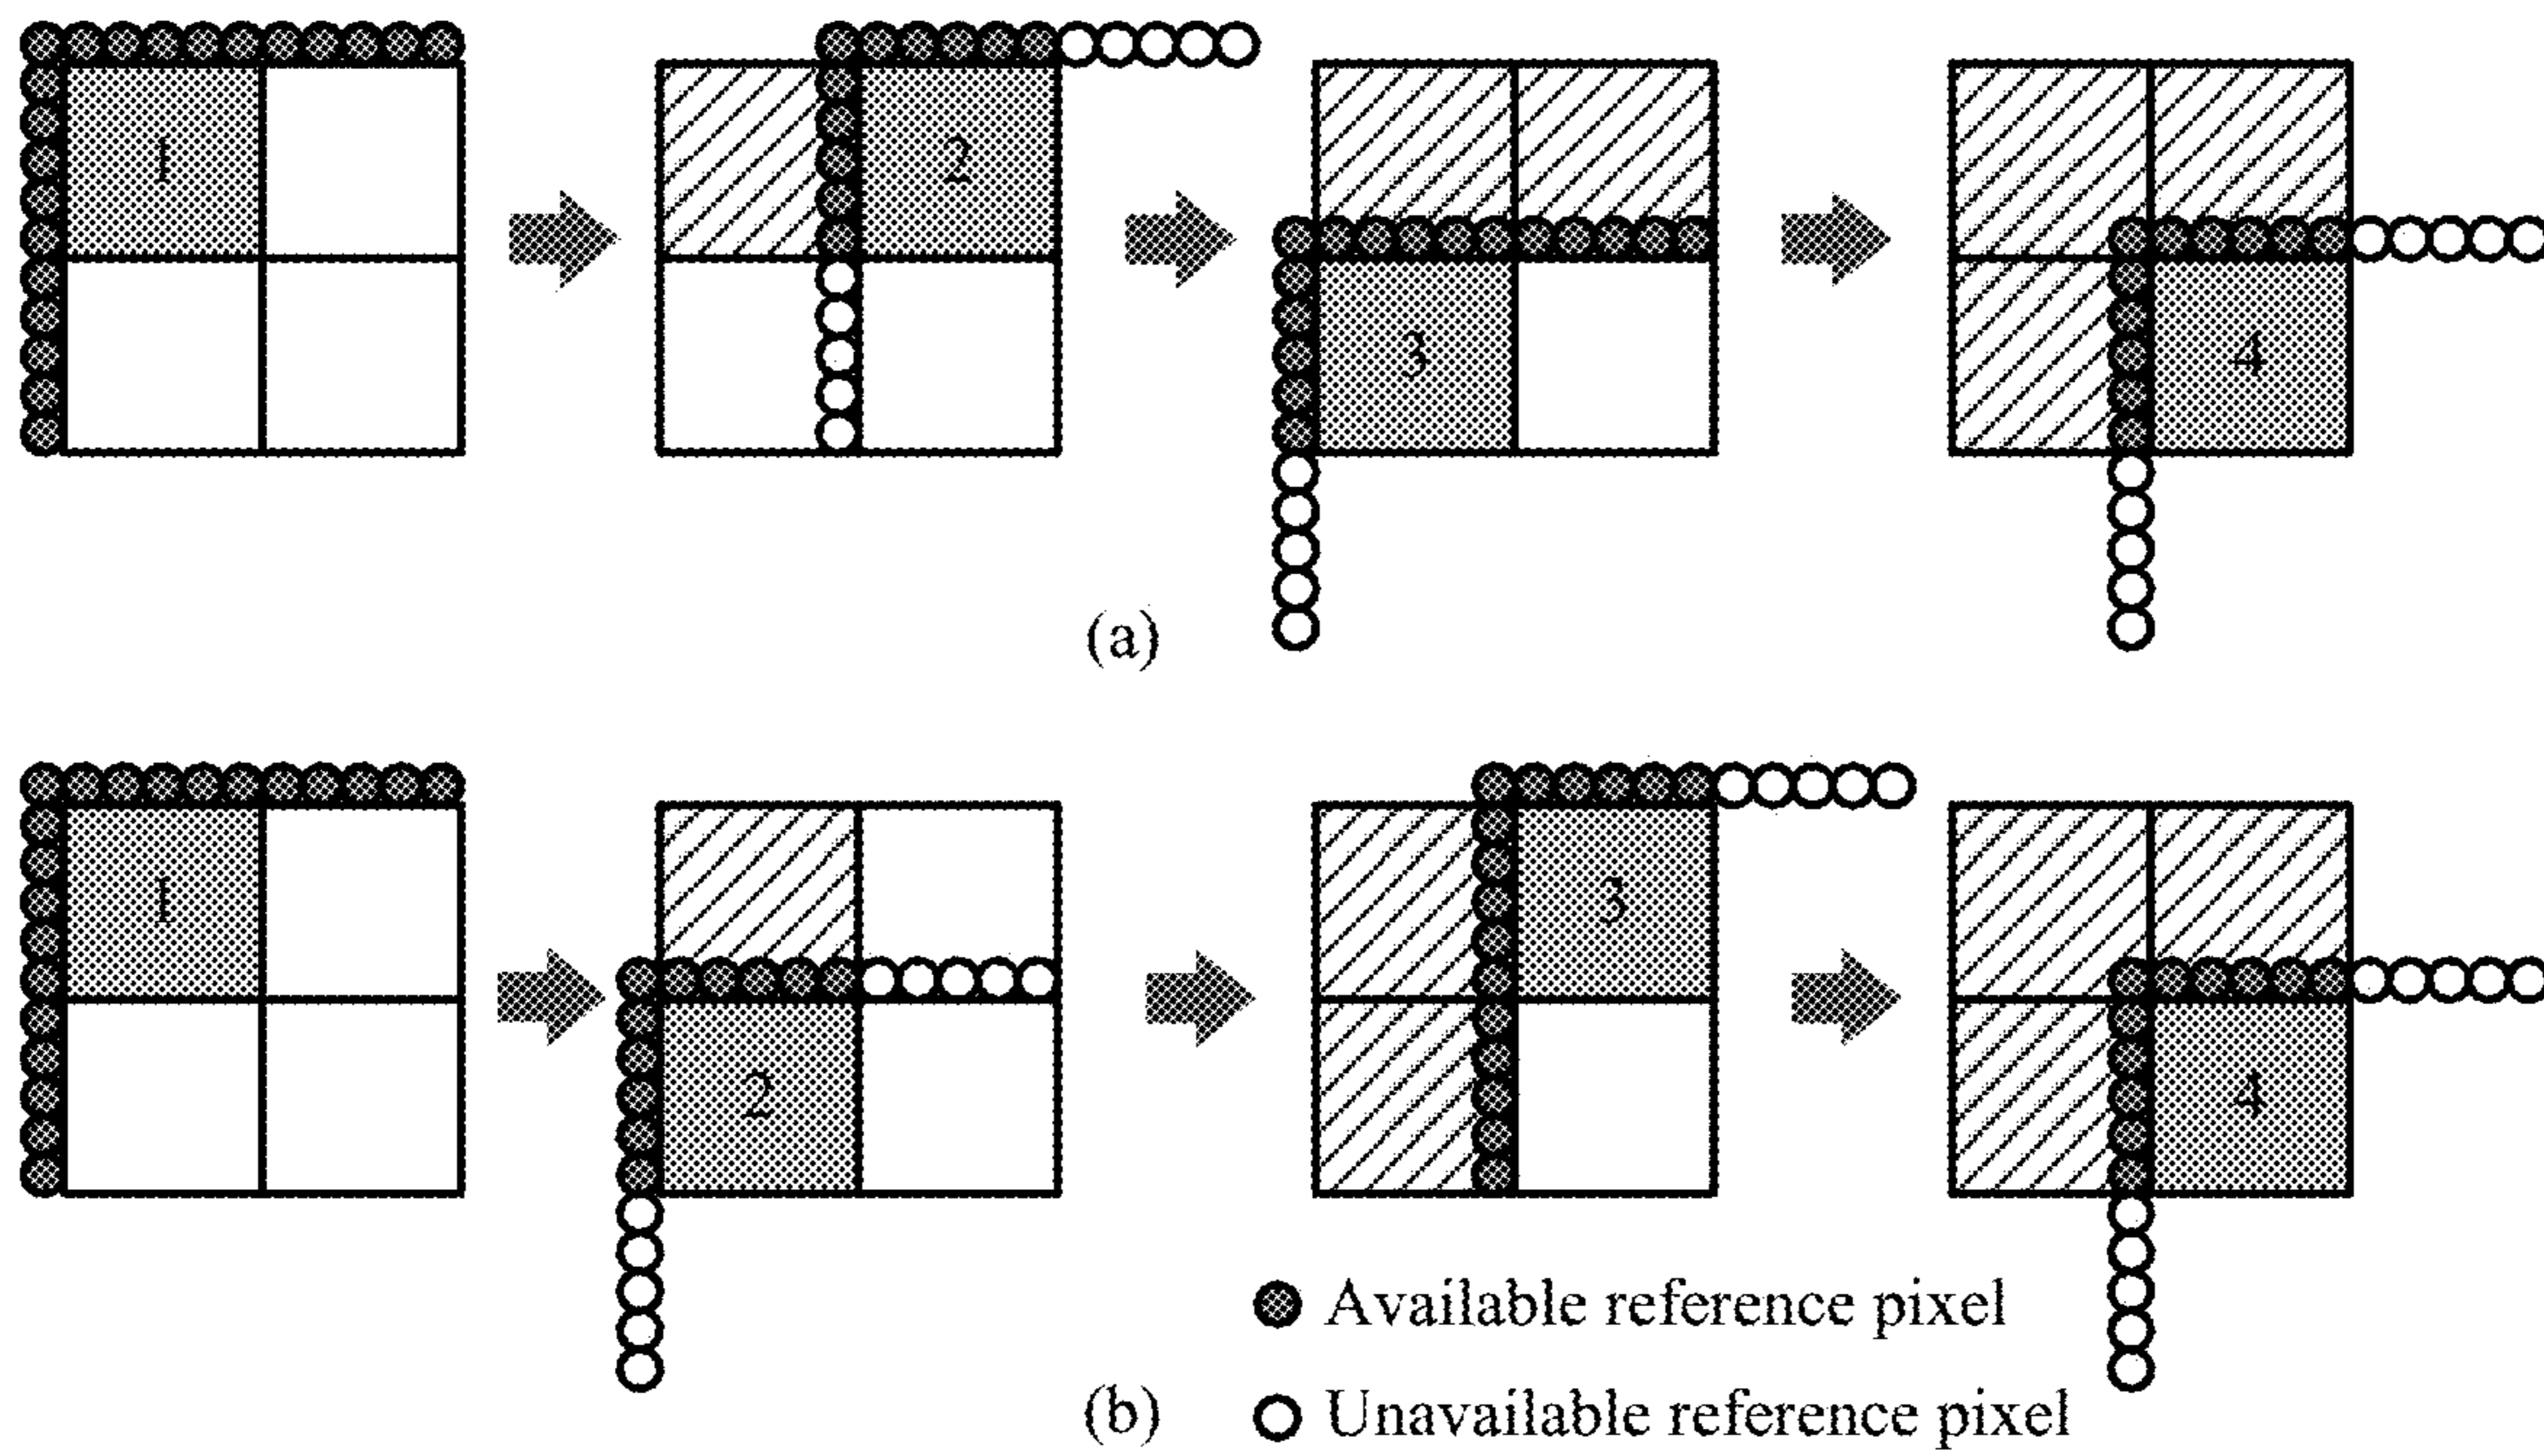 1
2
3
4
(a)
1
2
3
4
Available reference pixel
(b)
Unavailable reference pixel